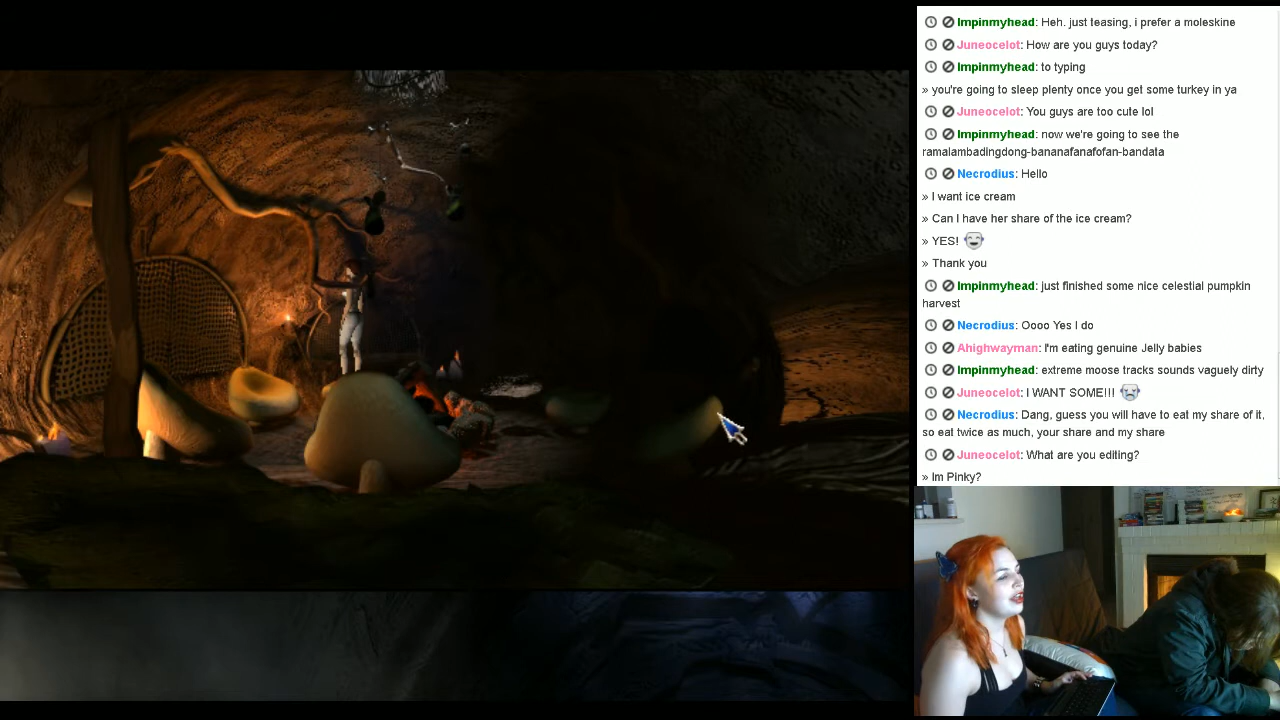 Impinmyhead: Heh. just teasing, i prefer a moleskine
Juneocelot: How are you guys today?
Impinmyhead: to typing
» you're going to sleep plenty once you get some turkey in ya
Juneocelot: You guys are too cute lol
Impinmyhead: now we're going to see the
ramalambadingdong-bananafanafofan-bandata
Necrodius: Hello
» I want ice cream
» Can I have her share of the ice cream?
» YES!
» Thank you
Impinmyhead: just finished some nice celestial pumpkin
harvest
Necrodius: Oooo Yes I do
Ahighwayman: I'm eating genuine Jelly babies
Impinmyhead: extreme moose tracks sounds vaguely dirty
Juneocelot: I WANT SOME!!!
Necrodius: Dang, guess you will have to eat my share of it,
so eat twice as much, your share and my share
Juneocelot: What are you editing?
» Im Pinky?